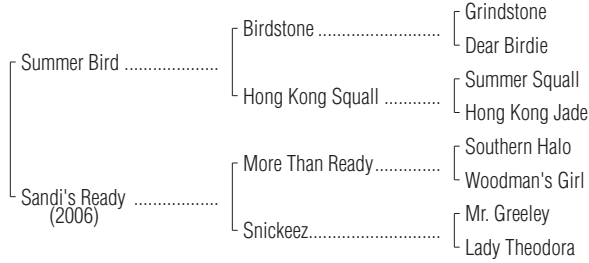 Grindstone
Birdstone ........................
Dear Birdie
Summer Bird ...................
Summer Squall
Hong Kong Squall ...........
Hong Kong Jade
Southern Halo
More Than Ready.............
Woodman's Girl
Sandi's Ready .................
(2006)
Mr. Greeley
Snickeez..........................
Lady Theodora